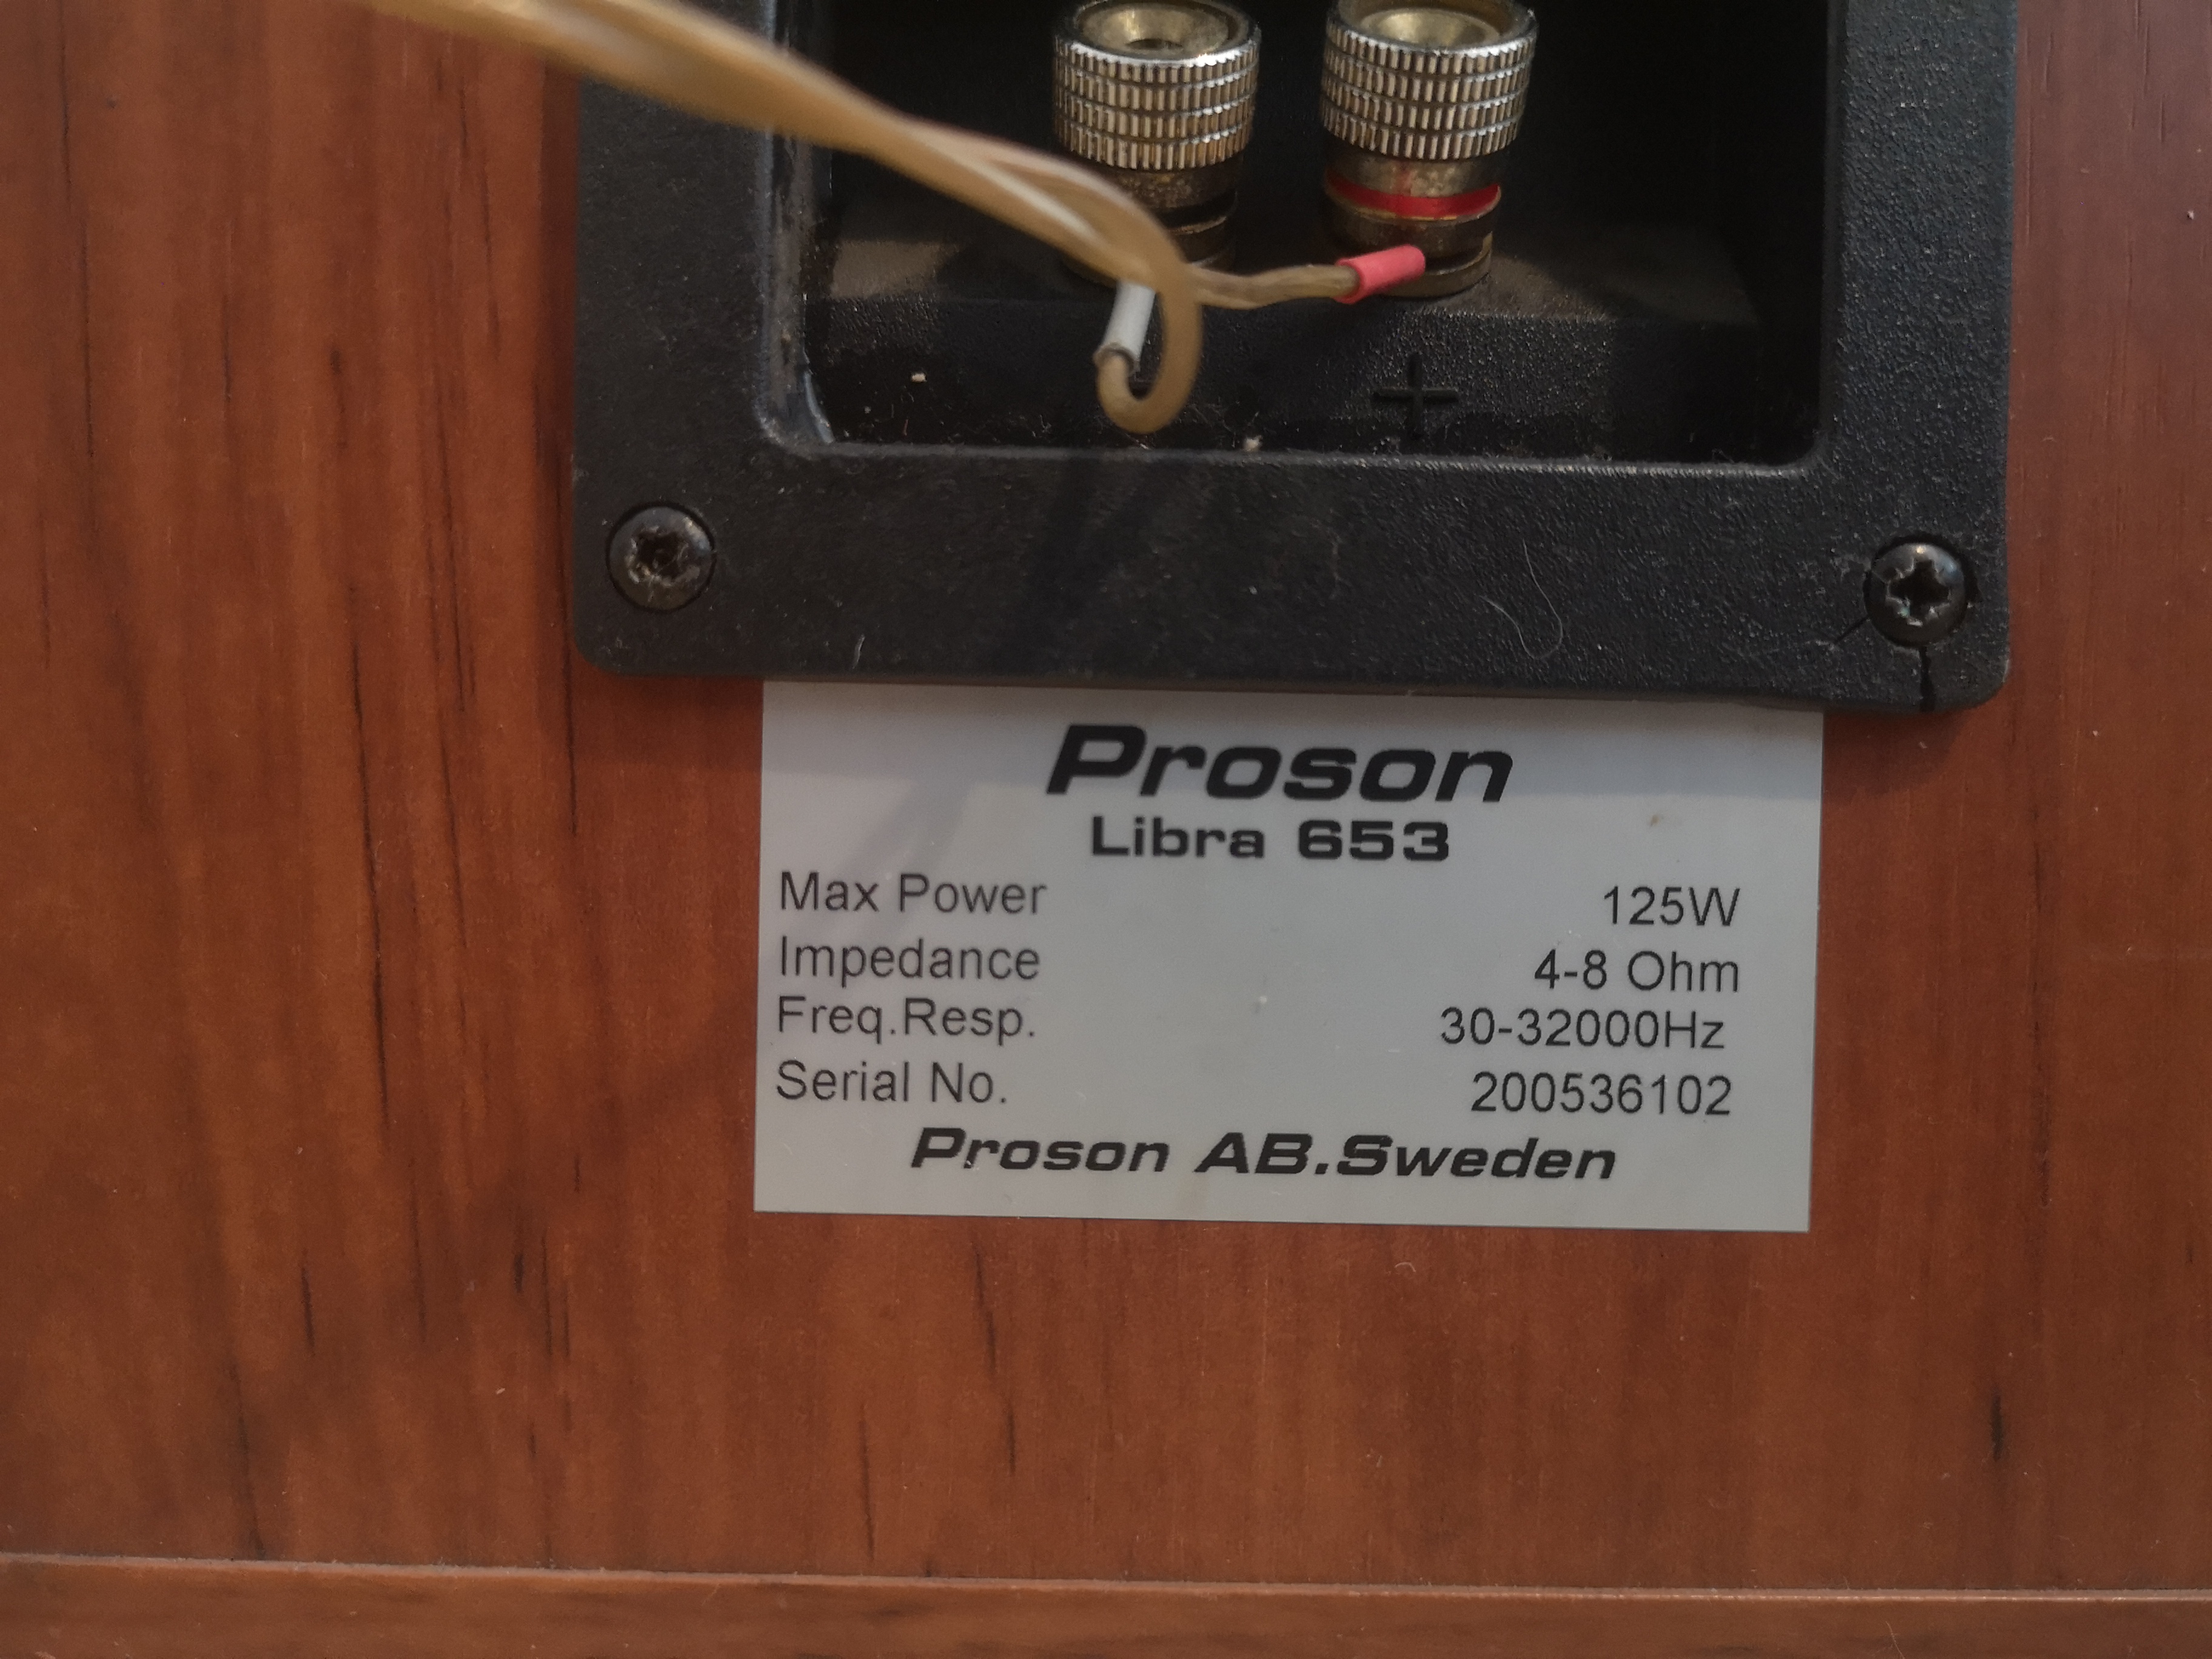 +
Proson
Libra 653
Max Power 125W
Impedance 4-8 Ohm
Freq.Resp. 30-32000Hz
Serial No. 200536102
Proson AB.Sweden